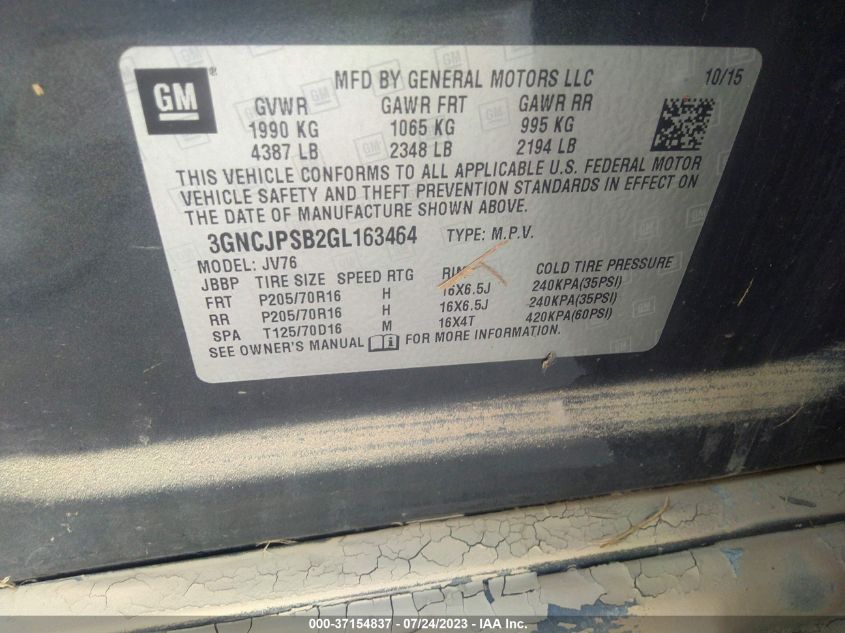 GM ®
MFD BY GENERAL MOTORS LLC 10/15
GVWR GAWR FRT GAWR RR
1990 KG 1065 KG 995 KG
4387 LB 2348 LB 2194 LB
THIS VEHICLE CONFORMS TO ALL APPLICABLE U.S. FEDERAL MOTOR
VEHICLE SAFETY AND THEFT PREVENTION STANDARDS IN EFFECT ON
THE DATE OF MANUFACTURE SHOWN ABOVE.
3GNCJPSB2GL163464 TYPE: M.P.V.
MODEL: JV76
JBBP TIRE SIZE SPEED RTG RIM COLD TIRE PRESSURE
FRT P205/70R16 H 16X6.5J 240KPA(35PSI)
RR P205/70R16 H 16X6.5J 240KPA(35PSI)
SPA T125/70D16 M 16X4T 420KPA(60PSI)
SEE OWNER'S MANUAL FOR MORE INFORMATION.
000 - 37154837 - 07/24/2023 - IAA Inc.